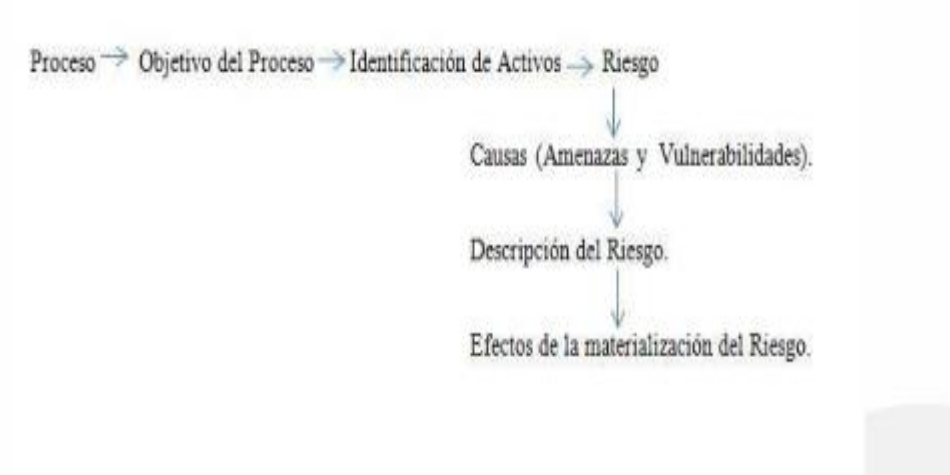 Proceso → Objetivo del Proceso → Identificación de Activos → Riesgo
Causas (Amenazas y Vulnerabilidades).
Descripción del Riesgo.
Efectos de la materialización del Riesgo.